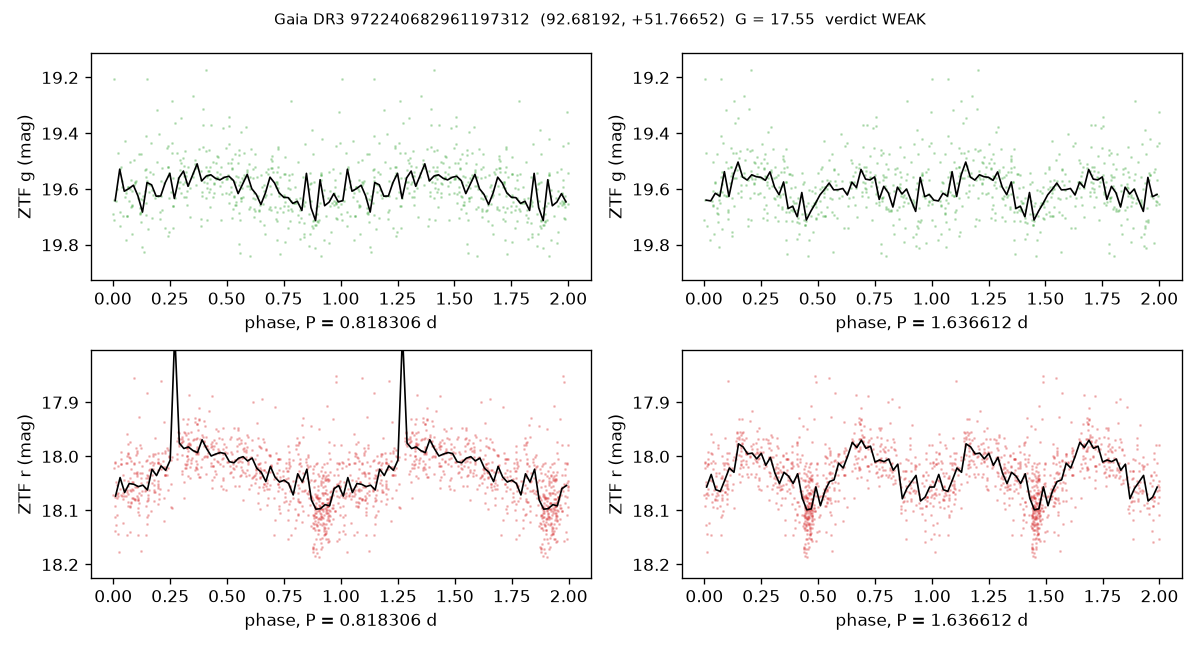 Gaia DR3 972240682961197312 (92.68192, +51.76652) G = 17.55 verdict WEAK
ZTF g (mag)
19.2
19.4
19.6
19.8
0.00 0.25 0.50 0.75 1.00 1.25 1.50 1.75 2.00
phase, P = 0.818306 d
ZTF g (mag)
19.2
19.4
19.6
19.8
0.00 0.25 0.50 0.75 1.00 1.25 1.50 1.75 2.00
phase, P = 1.636612 d
ZTF r (mag)
17.9
18.0
18.1
18.2
0.00 0.25 0.50 0.75 1.00 1.25 1.50 1.75 2.00
phase, P = 0.818306 d
ZTF r (mag)
17.9
18.0
18.1
18.2
0.00 0.25 0.50 0.75 1.00 1.25 1.50 1.75 2.00
phase, P = 1.636612 d